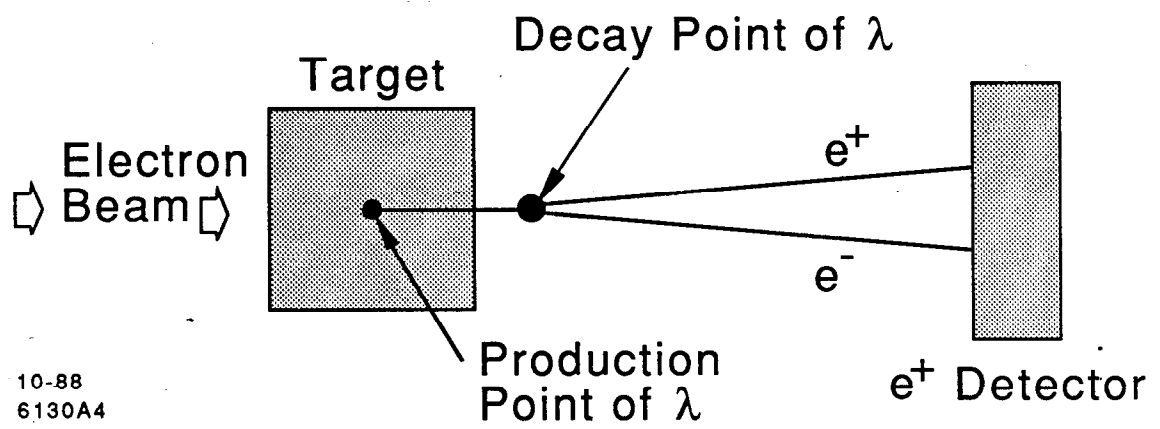 Decay Point of λ
Target
Electron
Beam
e+
e-
Production
Point of λ
e+ Detector
10-88
6130A4